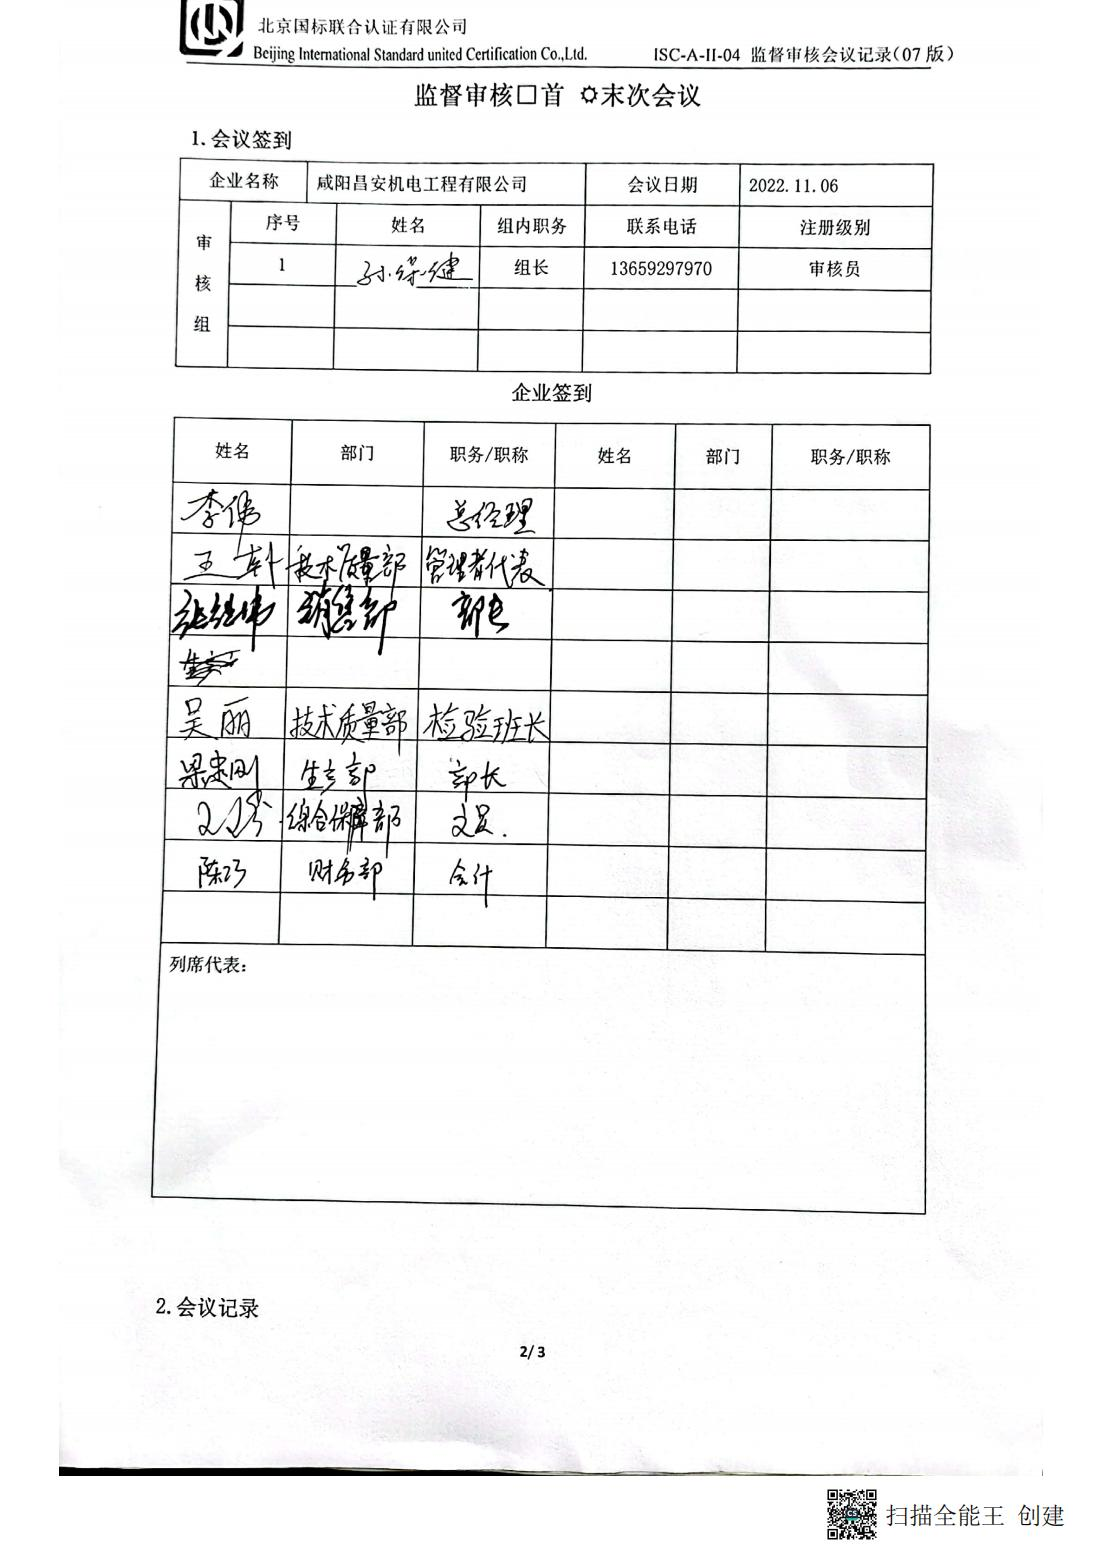 北京国标联合认证有限公司
Beijing International Standard united Certification Co.,Ltd. ISC-A-II-04 监督审核会议记录(07版)
监督审核□首 ✡末次会议
1.会议签到
企业名称 咸阳昌安机电工程有限公司 会议日期 2022.11.06
审核组 序号 姓名 组内职务 联系电话 注册级别
1 组长 13659297970 审核员
企业签到
姓名 部门 职务/职称 姓名 部门 职务/职称
李伟 总经理
王轩 技术质量部 管理者代表
销售部 部长
吴丽 技术质量部 检验班长
梁忠刚 生产部 部长
综合保障部 文员.
陈巧 财务部 会计
列席代表:
2.会议记录
2/3
扫描全能王 创建